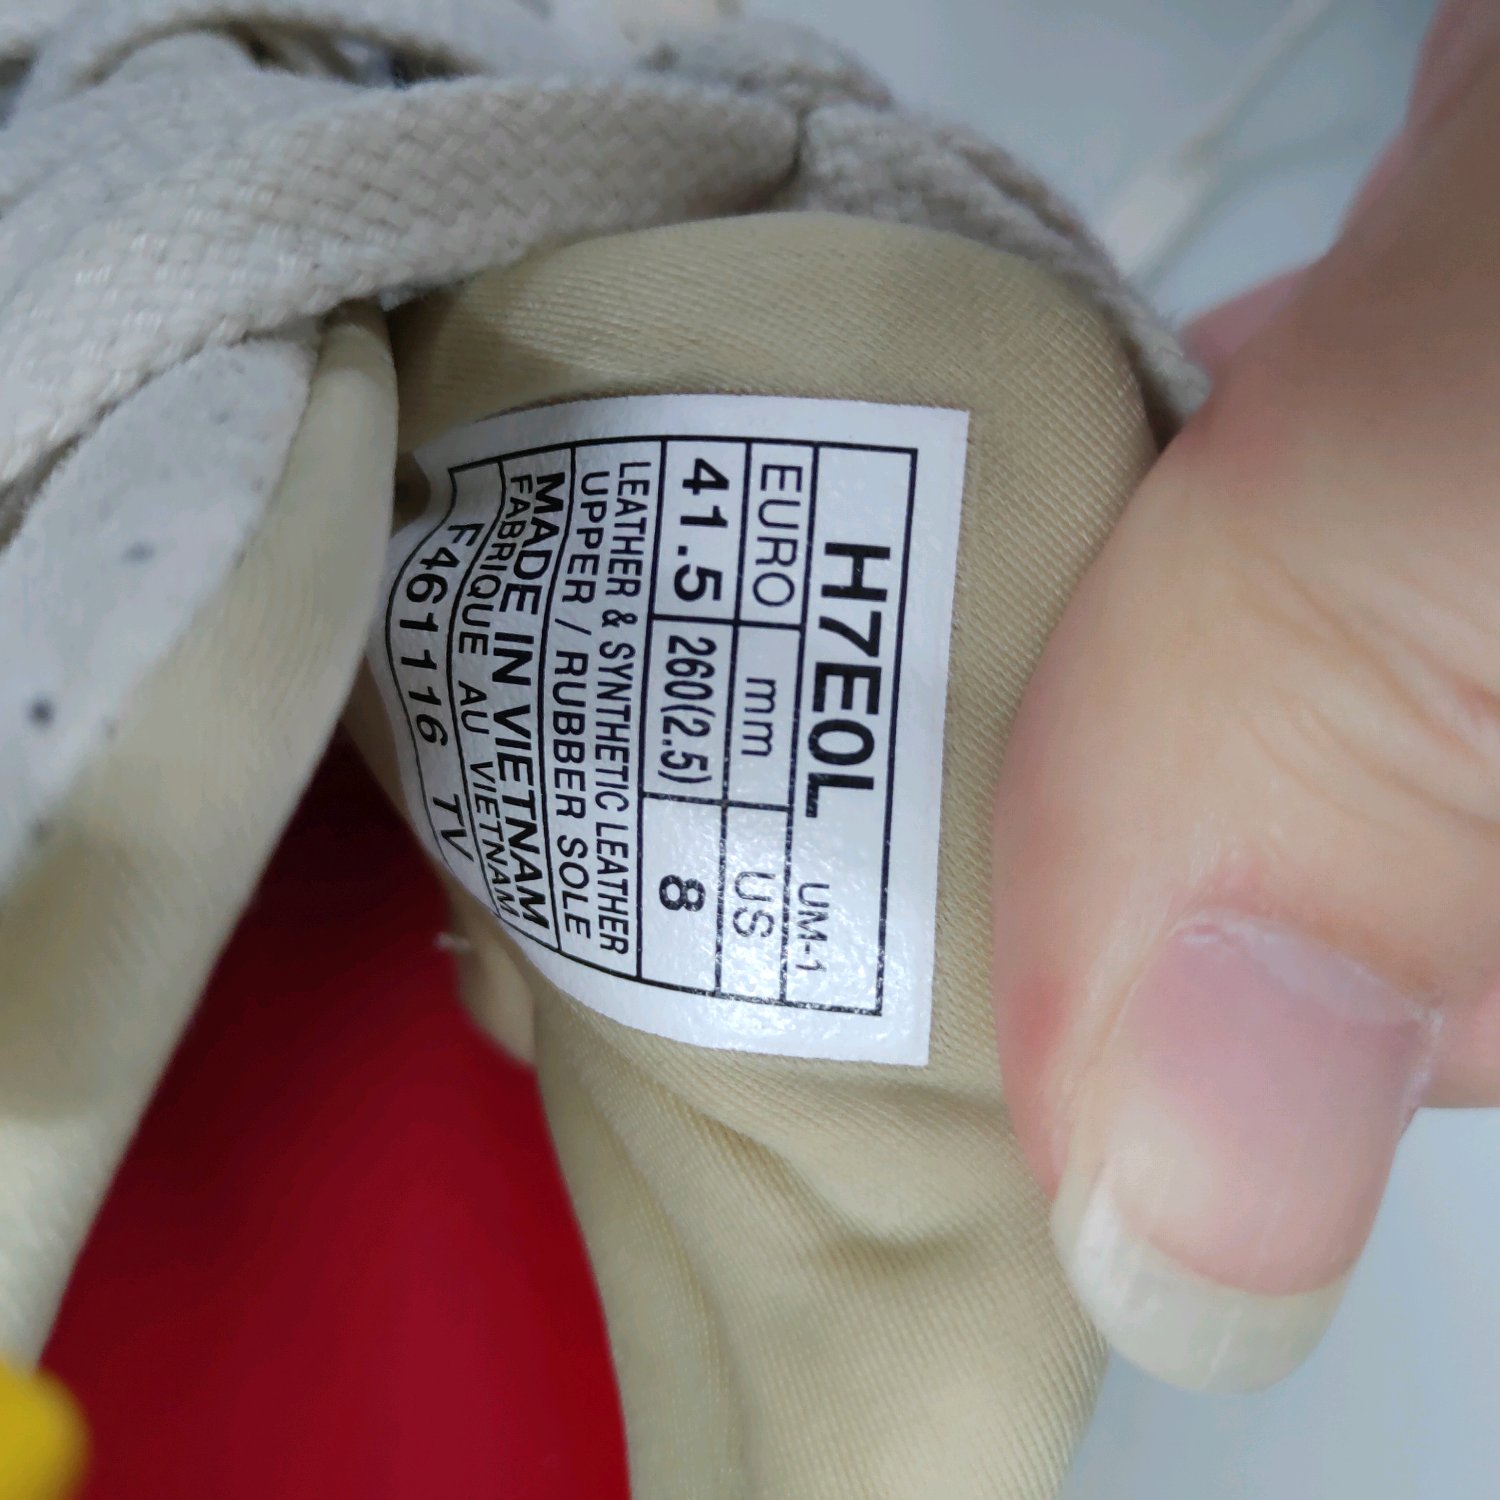 H7E0L UM-1
EURO mm US
41.5 260(2.5) 8
LEATHER & SYNTHETIC LEATHER
UPPER / RUBBER SOLE
MADE IN VIETNAM
FABRIQUE AU VIETNAM
F461116 TV